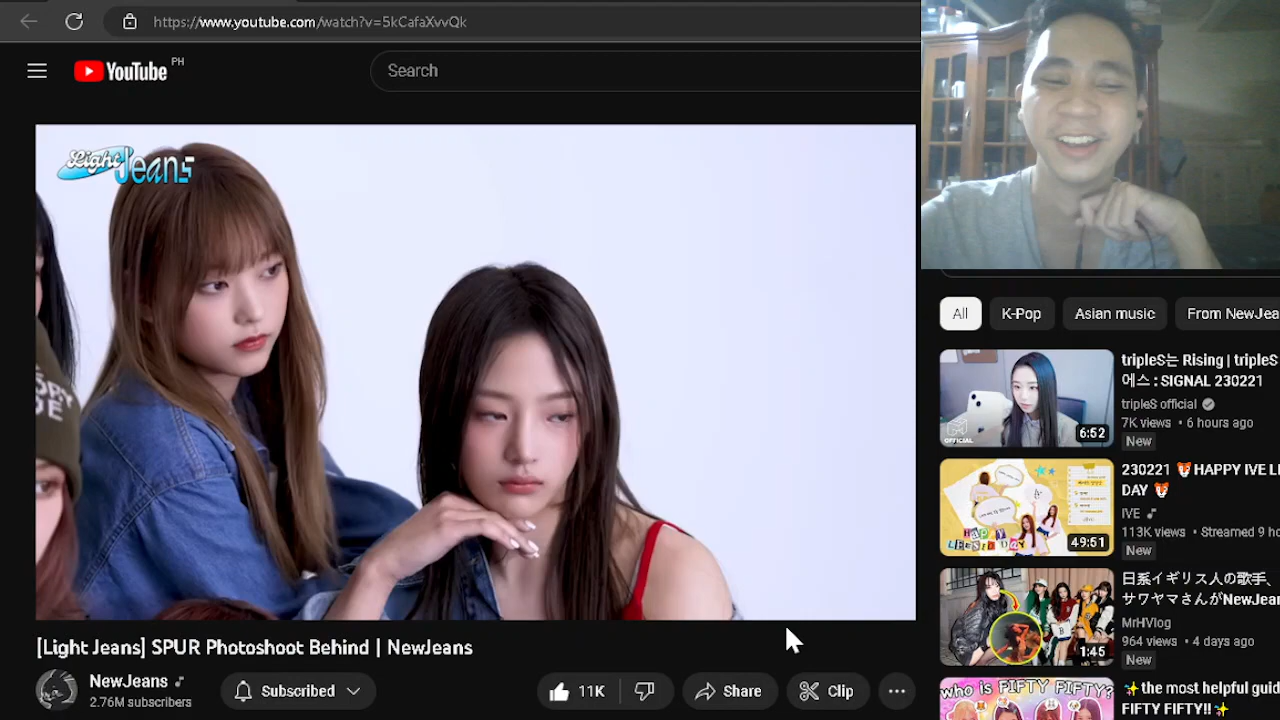 https://www.youtube.com/watch?v=5kCafaXvvQk
YouTube PH
Search
Light Jeans
[Light Jeans] SPUR Photoshoot Behind | NewJeans
NewJeans
2.76M subscribers
Subscribed
11K
Share
Clip
All
K-Pop
Asian music
From NewJea
tripleS는 Rising | tripleS
에스 : SIGNAL 230221
tripleS official
7K views • 6 hours ago
New
6:52
OFFICIAL
230221 🐯HAPPY IVE LE
DAY 🐯
IVE
113K views • Streamed 9 ho
New
49:51
日系イギリス人の歌手、
サワヤマさんがNewJean
MrHVlog
964 views • 4 days ago
New
1:45
who is FIFTY FIFTY?
✨the most helpful guid
FIFTY FIFTY!!✨